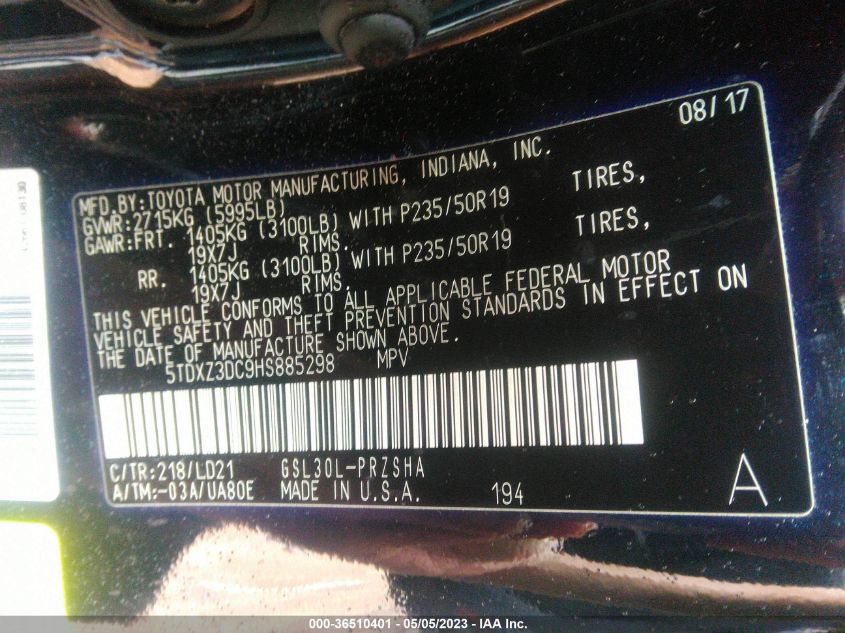 08/17
MFD.BY:TOYOTA MOTOR MANUFACTURING, INDIANA, INC.
GVWR:2715KG (5995LB)
GAWR:FRT. 1405KG (3100LB) WITH P235/50R19 TIRES,
19X7J RIMS.
RR. 1405KG (3100LB) WITH P235/50R19 TIRES,
19X7J RIMS.
THIS VEHICLE CONFORMS TO ALL APPLICABLE FEDERAL MOTOR
VEHICLE SAFETY AND THEFT PREVENTION STANDARDS IN EFFECT ON
THE DATE OF MANUFACTURE SHOWN ABOVE.
5TDXZ3DC9HS885298 MPV
C/TR:218/LD21 GSL30L-PRZSHA
A/TM:-03A/UA80E MADE IN U.S.A. 194 A
000-36510401 - 05/05/2023 - IAA Inc.